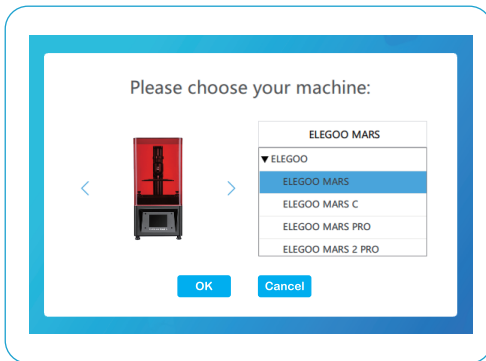 Please choose your machine:
ELEGOO MARS
▼ ELEGOO
ELEGOO MARS
ELEGOO MARS C
ELEGOO MARS PRO
ELEGOO MARS 2 PRO
OK
Cancel